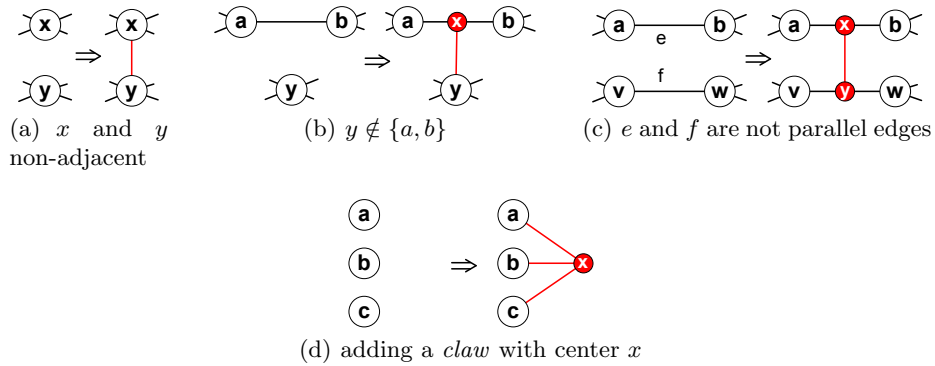 x x a b a x b a b a x b
e
f
y y y y v w v y w
(a) x and y
non-adjacent
(b) y ∉ {a, b}
(c) e and f are not parallel edges
⇒ ⇒ ⇒
a a
b ⇒ b x
c c
(d) adding a claw with center x